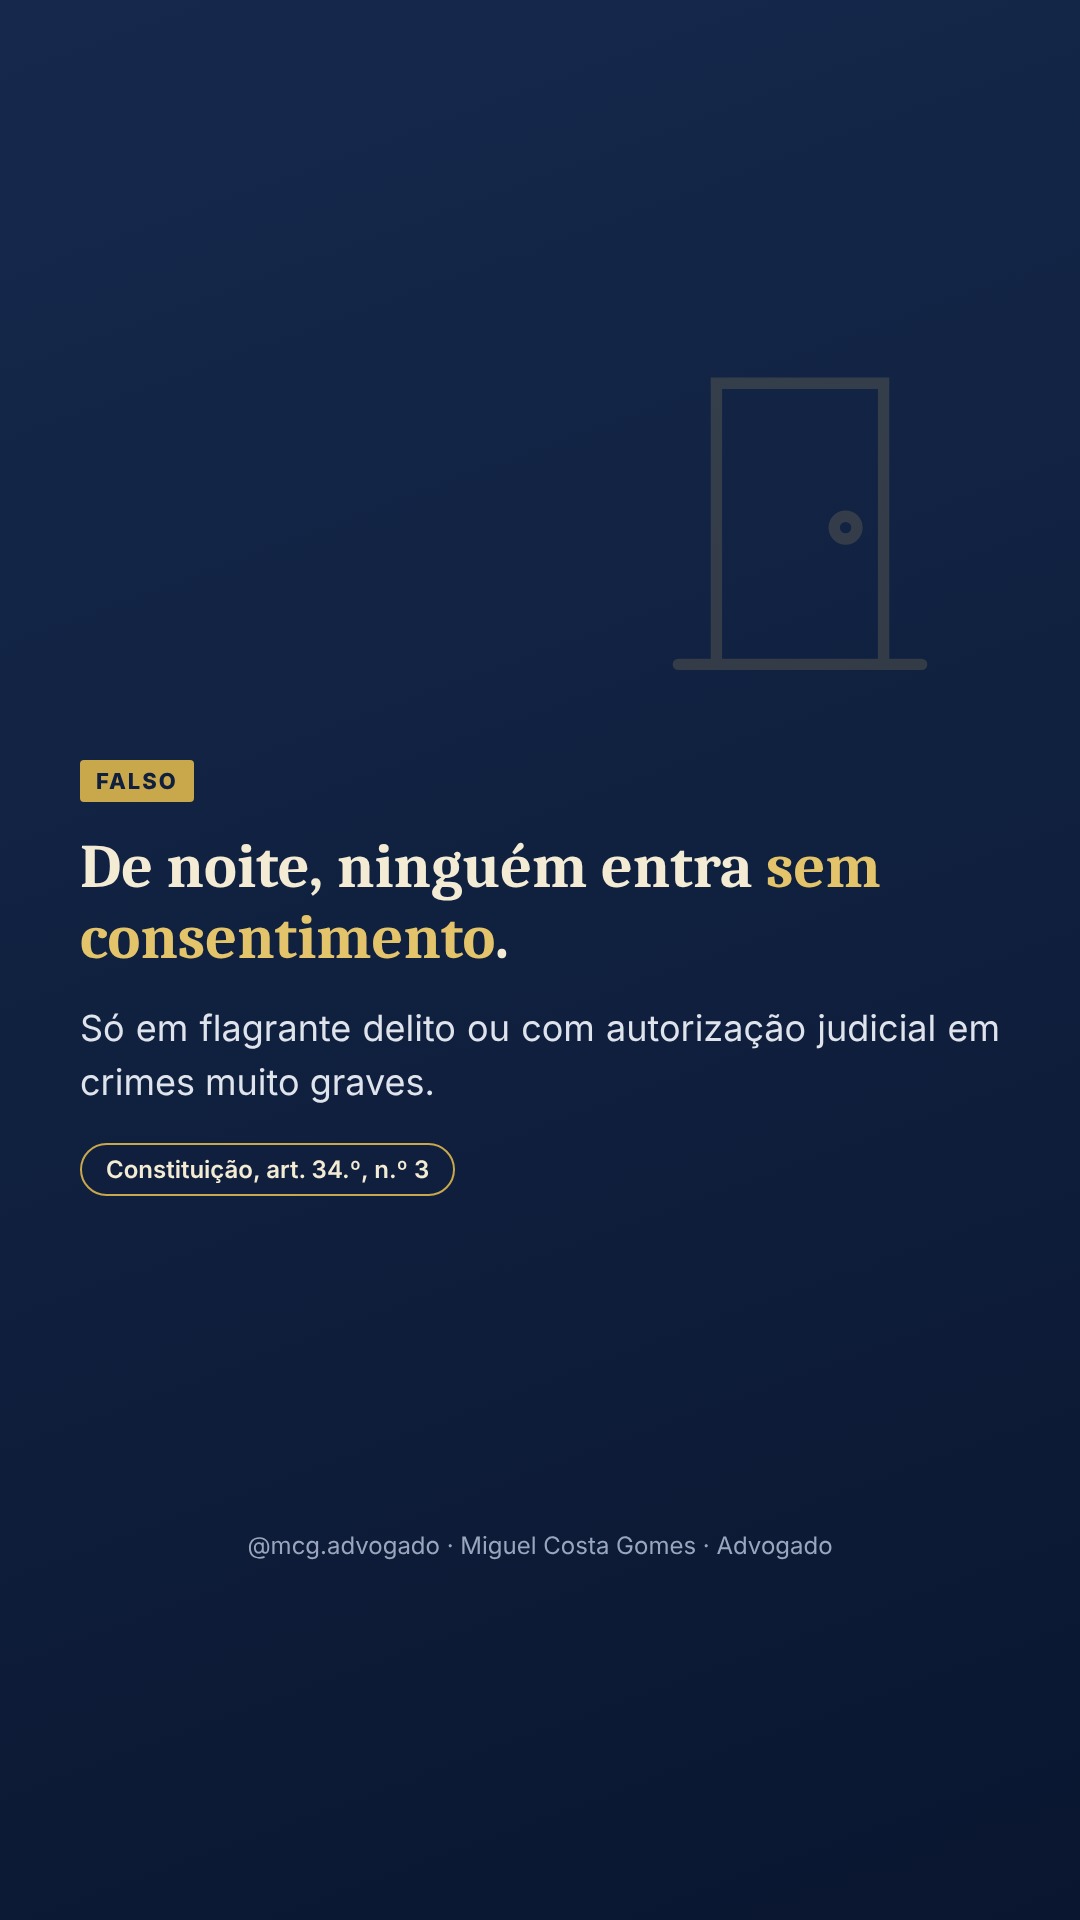 FALSO
De noite, ninguém entra sem
consentimento.
Só em flagrante delito ou com autorização judicial em
crimes muito graves.
Constituição, art. 34.º, n.º 3
@mcg.advogado · Miguel Costa Gomes · Advogado